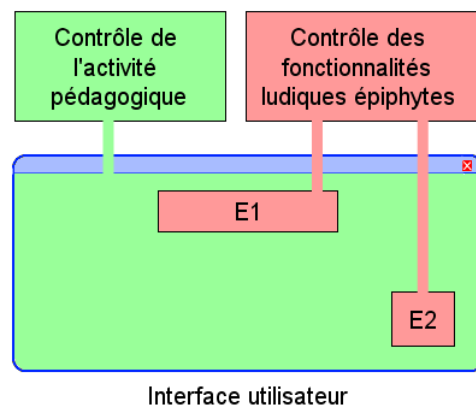 Contrôle de
l'activité
pédagogique
Contrôle des
fonctionnalités
ludiques épiphytes
E1
E2
Interface utilisateur